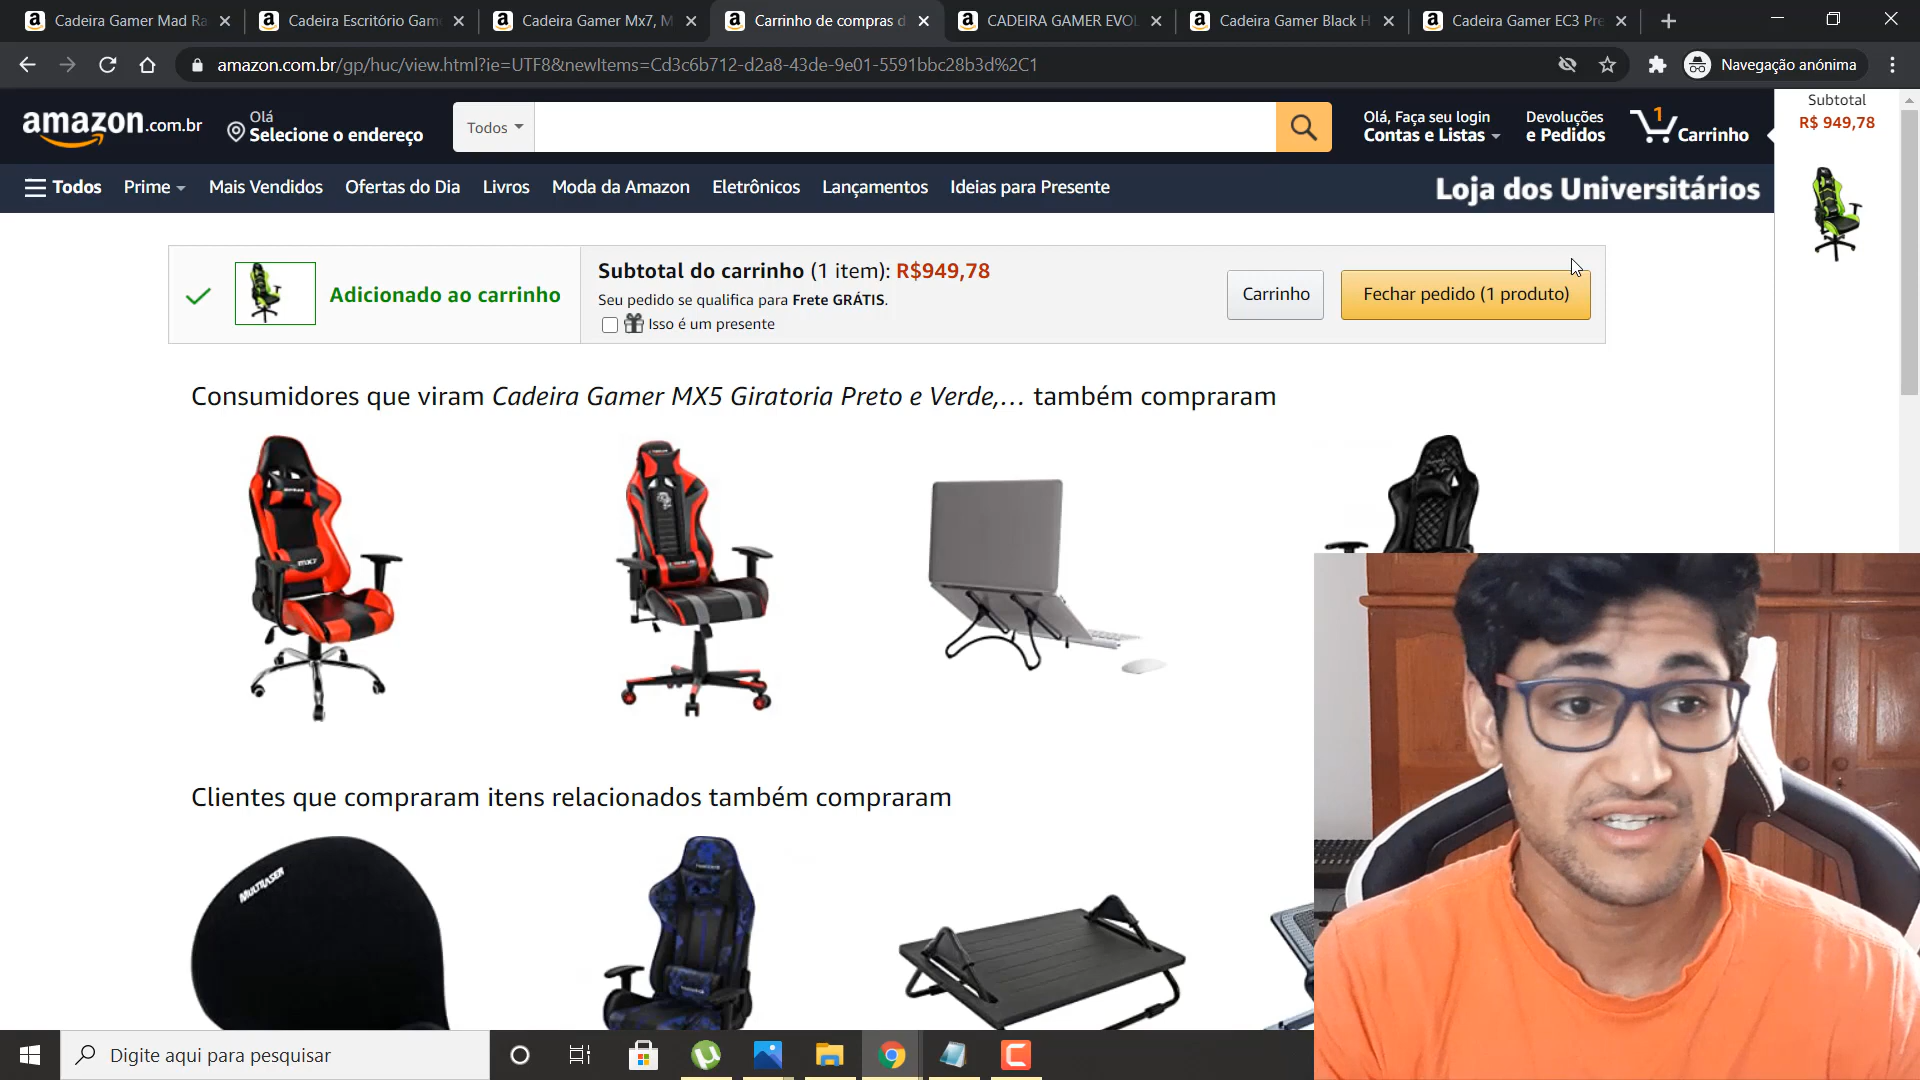 Cadeira Gamer Mad Ra
Cadeira Escritório Game
Cadeira Gamer Mx7, M
Carrinho de compras d
CADEIRA GAMER EVOL
Cadeira Gamer Black H
Cadeira Gamer EC3 Pre
amazon.com.br/gp/huc/view.html?ie=UTF8&newItems=Cd3c6b712-d2a8-43de-9e01-5591bbc28b3d%2C1
Navegação anónima
amazon.com.br
Olá
Selecione o endereço
Todos
Olá, Faça seu login
Contas e Listas
Devoluções
e Pedidos
1
Carrinho
Subtotal
R$ 949,78
Todos
Prime
Mais Vendidos
Ofertas do Dia
Livros
Moda da Amazon
Eletrônicos
Lançamentos
Ideias para Presente
Loja dos Universitários
Adicionado ao carrinho
Subtotal do carrinho (1 item): R$949,78
Seu pedido se qualifica para Frete GRÁTIS.
Isso é um presente
Carrinho
Fechar pedido (1 produto)
Consumidores que viram Cadeira Gamer MX5 Giratoria Preto e Verde,… também compraram
MX7
Clientes que compraram itens relacionados também compraram
MULTILASER
Digite aqui para pesquisar